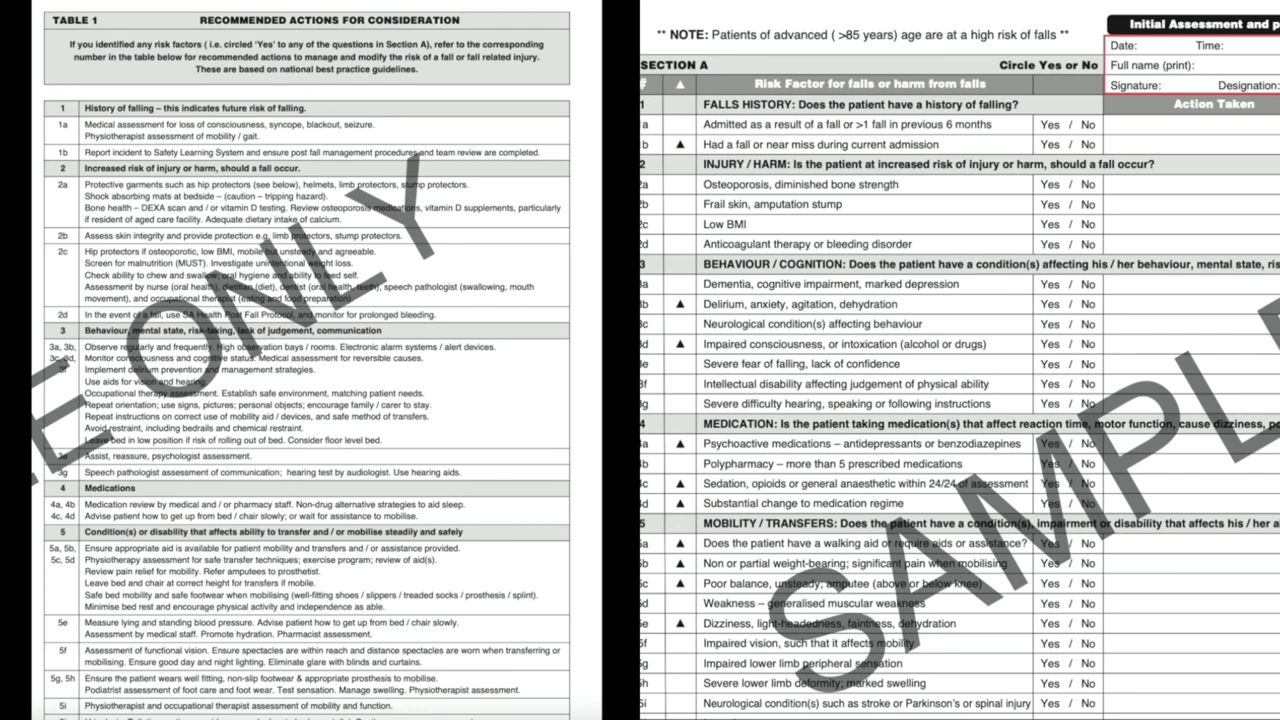 TABLE 1 RECOMMENDED ACTIONS FOR CONSIDERATION
If you identified any risk factors ( i.e. circled ‘Yes’ to any of the questions in Section A), refer to the corresponding
number in the table below for recommended actions to manage and modify the risk of a fall or fall related injury.
These are based on national best practice guidelines.
1 History of falling – this indicates future risk of falling.
1a Medical assessment for loss of consciousness, syncope, blackout, seizure.
Physiotherapist assessment of mobility / gait.
1b Report incident to Safety Learning System and ensure post fall management procedures and team review are completed.
2 Increased risk of injury or harm, should a fall occur.
2a Protective garments such as hip protectors (see below), helmets, limb protectors, stump protectors.
Shock absorbing mats at bedside – (caution – tripping hazard).
Bone health – DEXA scan and / or vitamin D testing. Review osteoporosis medications, vitamin D supplements, particularly
if resident of aged care facility. Adequate dietary intake of calcium.
2b Assess skin integrity and provide protection e.g. limb protectors, stump protectors.
2c Hip protectors if osteoporotic, low BMI, mobile but unsteady and agreeable.
Screen for malnutrition (MUST). Investigate unintentional weight loss.
Check ability to chew and swallow, oral hygiene and ability to feed self.
Assessment by nurse (oral health), dietitian (diet), dentist (oral health, teeth), speech pathologist (swallowing, mouth
movement), and occupational therapist (eating and food preparation).
2d In the event of a fall, use SA Health Post Fall Protocol, and monitor for prolonged bleeding.
3 Behaviour, mental state, risk-taking, lack of judgement, communication
3a, 3b, Observe regularly and frequently. High observation bays / rooms. Electronic alarm systems / alert devices.
3c, 3d, Monitor consciousness and cognitive status. Medical assessment for reversible causes.
3f Implement delirium prevention and management strategies.
Use aids for vision and hearing.
Occupational therapy assessment. Establish safe environment, matching patient needs.
Repeat orientation; use signs, pictures; personal objects; encourage family / carer to stay.
Repeat instructions on correct use of mobility aid / devices, and safe method of transfers.
Avoid restraint, including bedrails and chemical restraint.
Leave bed in low position if risk of rolling out of bed. Consider floor level bed.
3e Assist, reassure, psychologist assessment.
3g Speech pathologist assessment of communication; hearing test by audiologist. Use hearing aids.
4 Medications
4a, 4b Medication review by medical and / or pharmacy staff. Non-drug alternative strategies to aid sleep.
4c, 4d Advise patient how to get up from bed / chair slowly; or wait for assistance to mobilise.
5 Condition(s) or disability that affects ability to transfer and / or mobilise steadily and safely
5a, 5b, Ensure appropriate aid is available for patient mobility and transfers and / or assistance provided.
5c, 5d Physiotherapy assessment for safe transfer techniques; exercise program; review of aid(s).
Review pain relief for mobility. Refer amputees to prosthetist.
Leave bed and chair at correct height for transfers if mobile.
Safe bed mobility and safe footwear when mobilising (well-fitting shoes / slippers / treaded socks / prosthesis / splint).
Minimise bed rest and encourage physical activity and independence as able.
5e Measure lying and standing blood pressure. Advise patient how to get up from bed / chair slowly.
Assessment by medical staff. Promote hydration. Pharmacist assessment.
5f Assessment of functional vision. Ensure spectacles are within reach and distance spectacles are worn when transferring or
mobilising. Ensure good day and night lighting. Eliminate glare with blinds and curtains.
5g, 5h Ensure the patient wears well fitting, non-slip footwear & appropriate prosthesis to mobilise.
Podiatrist assessment of foot care and foot wear. Test sensation. Manage swelling. Physiotherapist assessment.
5i Physiotherapist and occupational therapist assessment of mobility and function.
E ONLY
Initial Assessment and p
** NOTE: Patients of advanced ( >85 years) age are at a high risk of falls **
Date: Time:
SECTION A Circle Yes or No
Full name (print):
# ▲ Risk Factor for falls or harm from falls
Signature: Designation:
1 FALLS HISTORY: Does the patient have a history of falling? Action Taken
a Admitted as a result of a fall or >1 fall in previous 6 months Yes / No
b ▲ Had a fall or near miss during current admission Yes / No
2 INJURY / HARM: Is the patient at increased risk of injury or harm, should a fall occur?
2a Osteoporosis, diminished bone strength Yes / No
2b Frail skin, amputation stump Yes / No
2c Low BMI Yes / No
2d Anticoagulant therapy or bleeding disorder Yes / No
3 BEHAVIOUR / COGNITION: Does the patient have a condition(s) affecting his / her behaviour, mental state, ris
3a Dementia, cognitive impairment, marked depression Yes / No
3b ▲ Delirium, anxiety, agitation, dehydration Yes / No
3c Neurological condition(s) affecting behaviour Yes / No
3d ▲ Impaired consciousness, or intoxication (alcohol or drugs) Yes / No
3e Severe fear of falling, lack of confidence Yes / No
3f Intellectual disability affecting judgement of physical ability Yes / No
3g Severe difficulty hearing, speaking or following instructions Yes / No
4 MEDICATION: Is the patient taking medication(s) that affect reaction time, motor function, cause dizziness, po
4a ▲ Psychoactive medications – antidepressants or benzodiazepines Yes / No
4b Polypharmacy – more than 5 prescribed medications Yes / No
4c ▲ Sedation, opioids or general anaesthetic within 24/24 of assessment Yes / No
4d ▲ Substantial change to medication regime Yes / No
5 MOBILITY / TRANSFERS: Does the patient have a condition(s), impairment or disability that affects his / her a
5a ▲ Does the patient have a walking aid or require aids or assistance? Yes / No
5b ▲ Non or partial weight-bearing; significant pain when mobilising Yes / No
5c ▲ Poor balance, unsteady; amputee (above or below knee) Yes / No
5d Weakness – generalised muscular weakness Yes / No
5e ▲ Dizziness, light-headedness, faintness, dehydration Yes / No
5f Impaired vision, such that it affects mobility Yes / No
5g Impaired lower limb peripheral sensation Yes / No
5h Severe lower limb deformity; marked swelling Yes / No
5i Neurological condition(s) such as stroke or Parkinson’s or spinal injury Yes / No
SAMPL